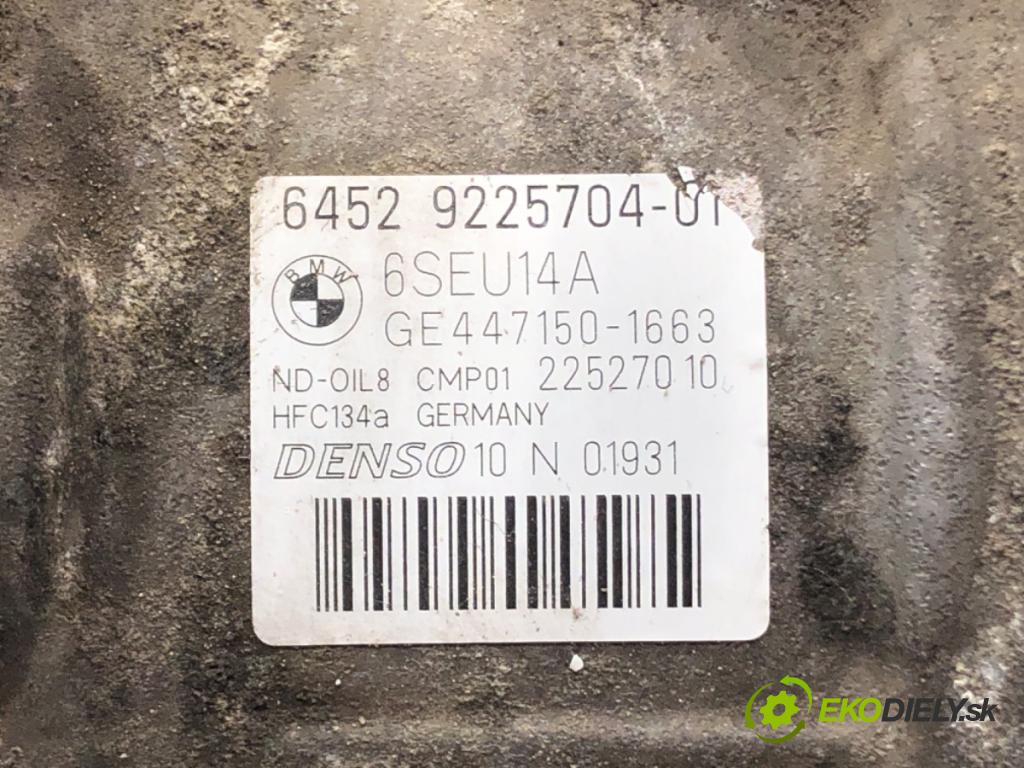 6452 9225704-01
BMW
6SEU14A
GE447150-1663
ND-OIL8 CMP01 22527010
HFC134a GERMANY
DENSO 10 N 01931
EKODIELY.sk